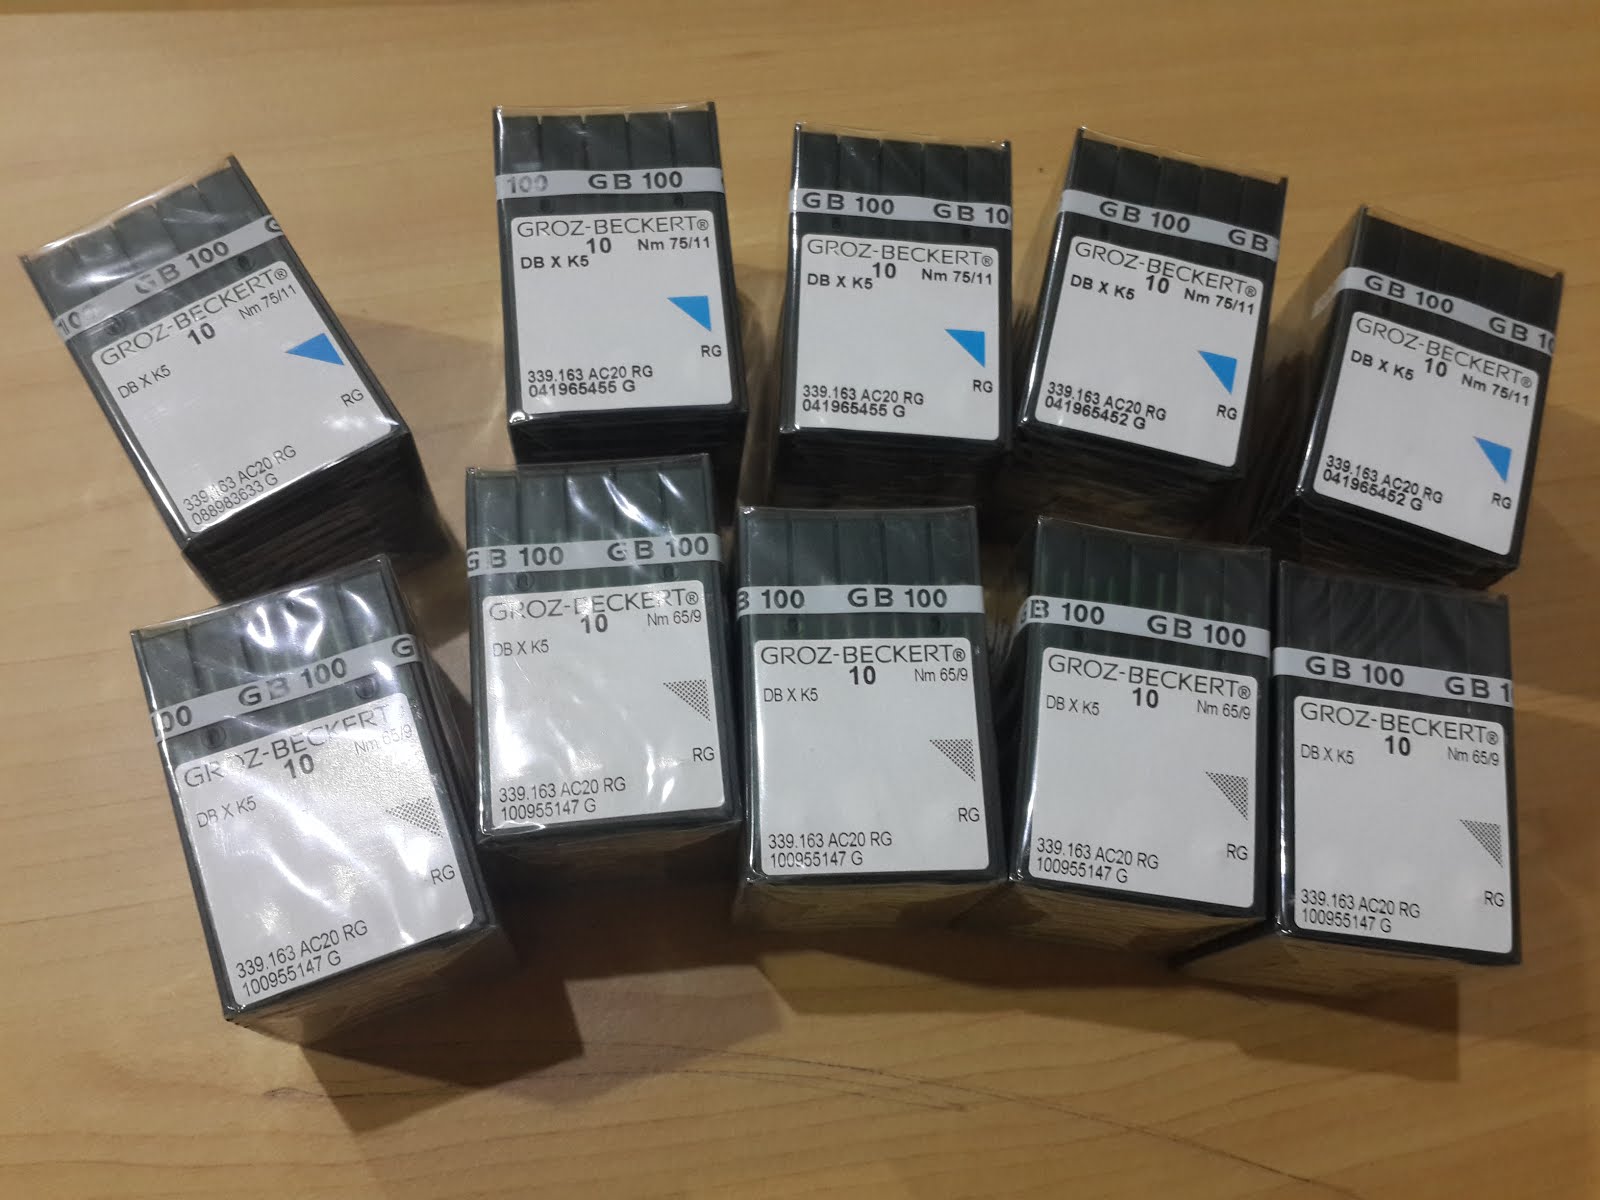 100 GB 100 G
GROZ-BECKERT®
10 Nm 75/11
DB X K5
RG
339.163 AC20 RG
088983633 G
100 GB 100
GROZ-BECKERT®
10 Nm 75/11
DB X K5
RG
339.163 AC20 RG
041965455 G
GB 100 GB 10
GROZ-BECKERT®
10 Nm 75/11
DB X K5
RG
339.163 AC20 RG
041965455 G
GB 100 GB
GROZ-BECKERT®
10 Nm 75/11
DB X K5
RG
339.163 AC20 RG
041965452 G
GB 100 GB 10
GROZ-BECKERT®
10 Nm 75/11
DB X K5
RG
339.163 AC20 RG
041965452 G
100 GB 100 G
GROZ-BECKERT
10 Nm 65/9
DB X K5
RG
339.163 AC20 RG
100955147 G
GB 100 GB 100
GROZ-BECKERT®
10 Nm 65/9
DB X K5
RG
339.163 AC20 RG
100955147 G
B 100 GB 100
GROZ-BECKERT®
10 Nm 65/9
DB X K5
RG
339.163 AC20 RG
100955147 G
B 100 GB 100
GROZ-BECKERT®
10 Nm 65/9
DB X K5
RG
339.163 AC20 RG
100955147 G
GB 100 GB 1
GROZ-BECKERT®
10 Nm 65/9
DB X K5
RG
339.163 AC20 RG
100955147 G